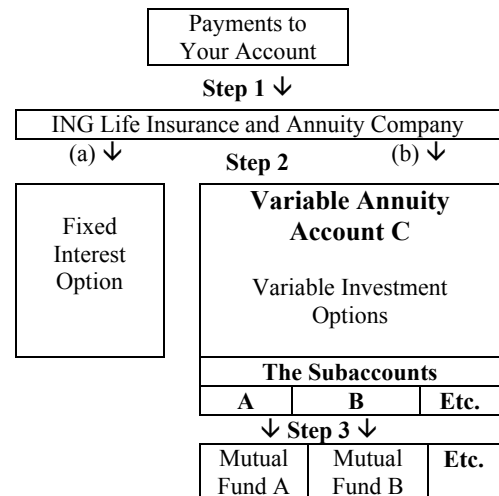 Payments to
Your Account
Step 1 ↓
ING Life Insurance and Annuity Company
(a) ↓ Step 2 (b) ↓
Fixed
Interest
Option
Variable Annuity
Account C
Variable Investment
Options
The Subaccounts
A B Etc.
↓ Step 3 ↓
Mutual
Fund A
Mutual
Fund B
Etc.